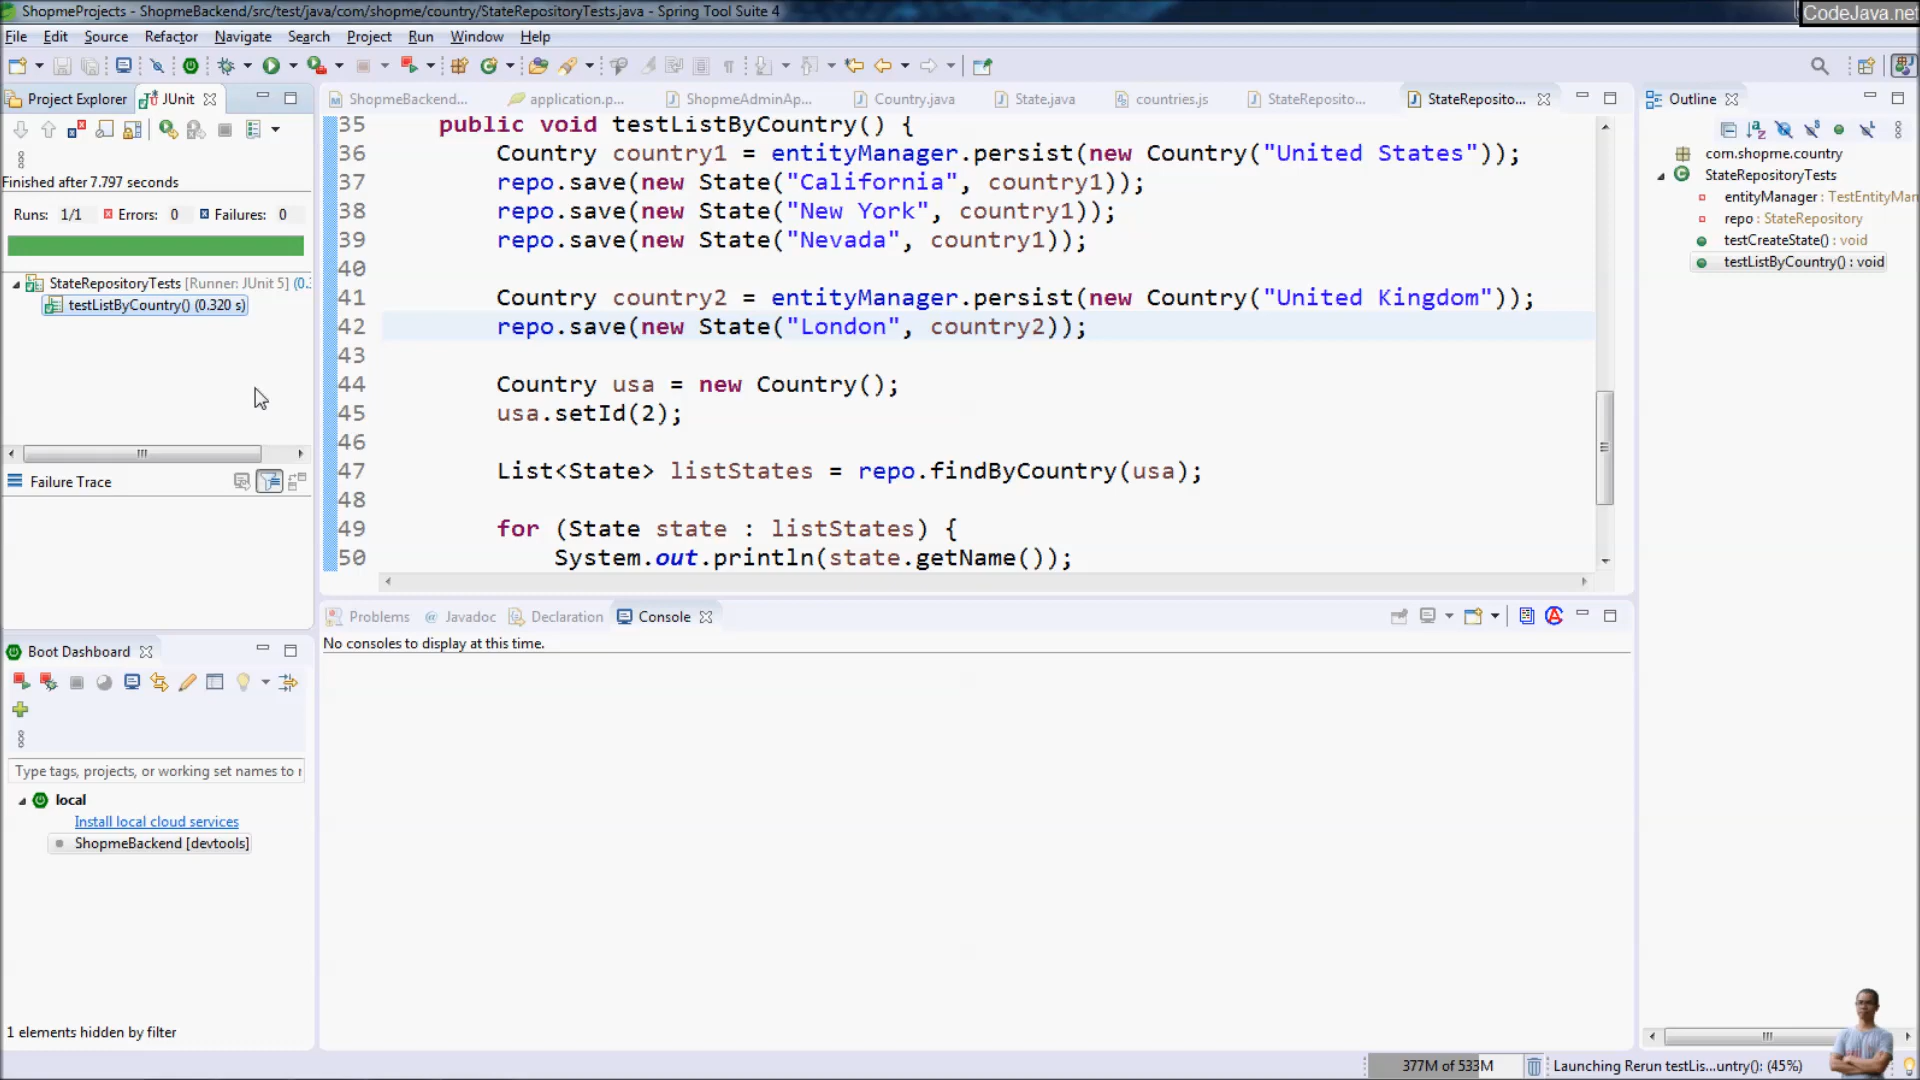 ShopmeProjects - ShopmeBackend/src/test/java/com/shopme/country/StateRepositoryTests.java - Spring Tool Suite 4
CodeJava.net
File Edit Source Refactor Navigate Search Project Run Window Help
Project Explorer JUnit
ShopmeBackend... application.p... ShopmeAdminAp... Country.java State.java countries.js StateReposito... StateReposito...
Outline
Finished after 7.797 seconds
Runs: 1/1 Errors: 0 Failures: 0
StateRepositoryTests [Runner: JUnit 5] (0.3
testListByCountry() (0.320 s)
Failure Trace
35 public void testListByCountry() {
36 Country country1 = entityManager.persist(new Country("United States"));
37 repo.save(new State("California", country1));
38 repo.save(new State("New York", country1));
39 repo.save(new State("Nevada", country1));
40
41 Country country2 = entityManager.persist(new Country("United Kingdom"));
42 repo.save(new State("London", country2));
43
44 Country usa = new Country();
45 usa.setId(2);
46
47 List<State> listStates = repo.findByCountry(usa);
48
49 for (State state : listStates) {
50 System.out.println(state.getName());
com.shopme.country
StateRepositoryTests
entityManager : TestEntityMan
repo : StateRepository
testCreateState() : void
testListByCountry() : void
Problems Javadoc Declaration Console
No consoles to display at this time.
Boot Dashboard
Type tags, projects, or working set names to
local
Install local cloud services
ShopmeBackend [devtools]
1 elements hidden by filter
377M of 533M
Launching Rerun testLis...untry(): (45%)